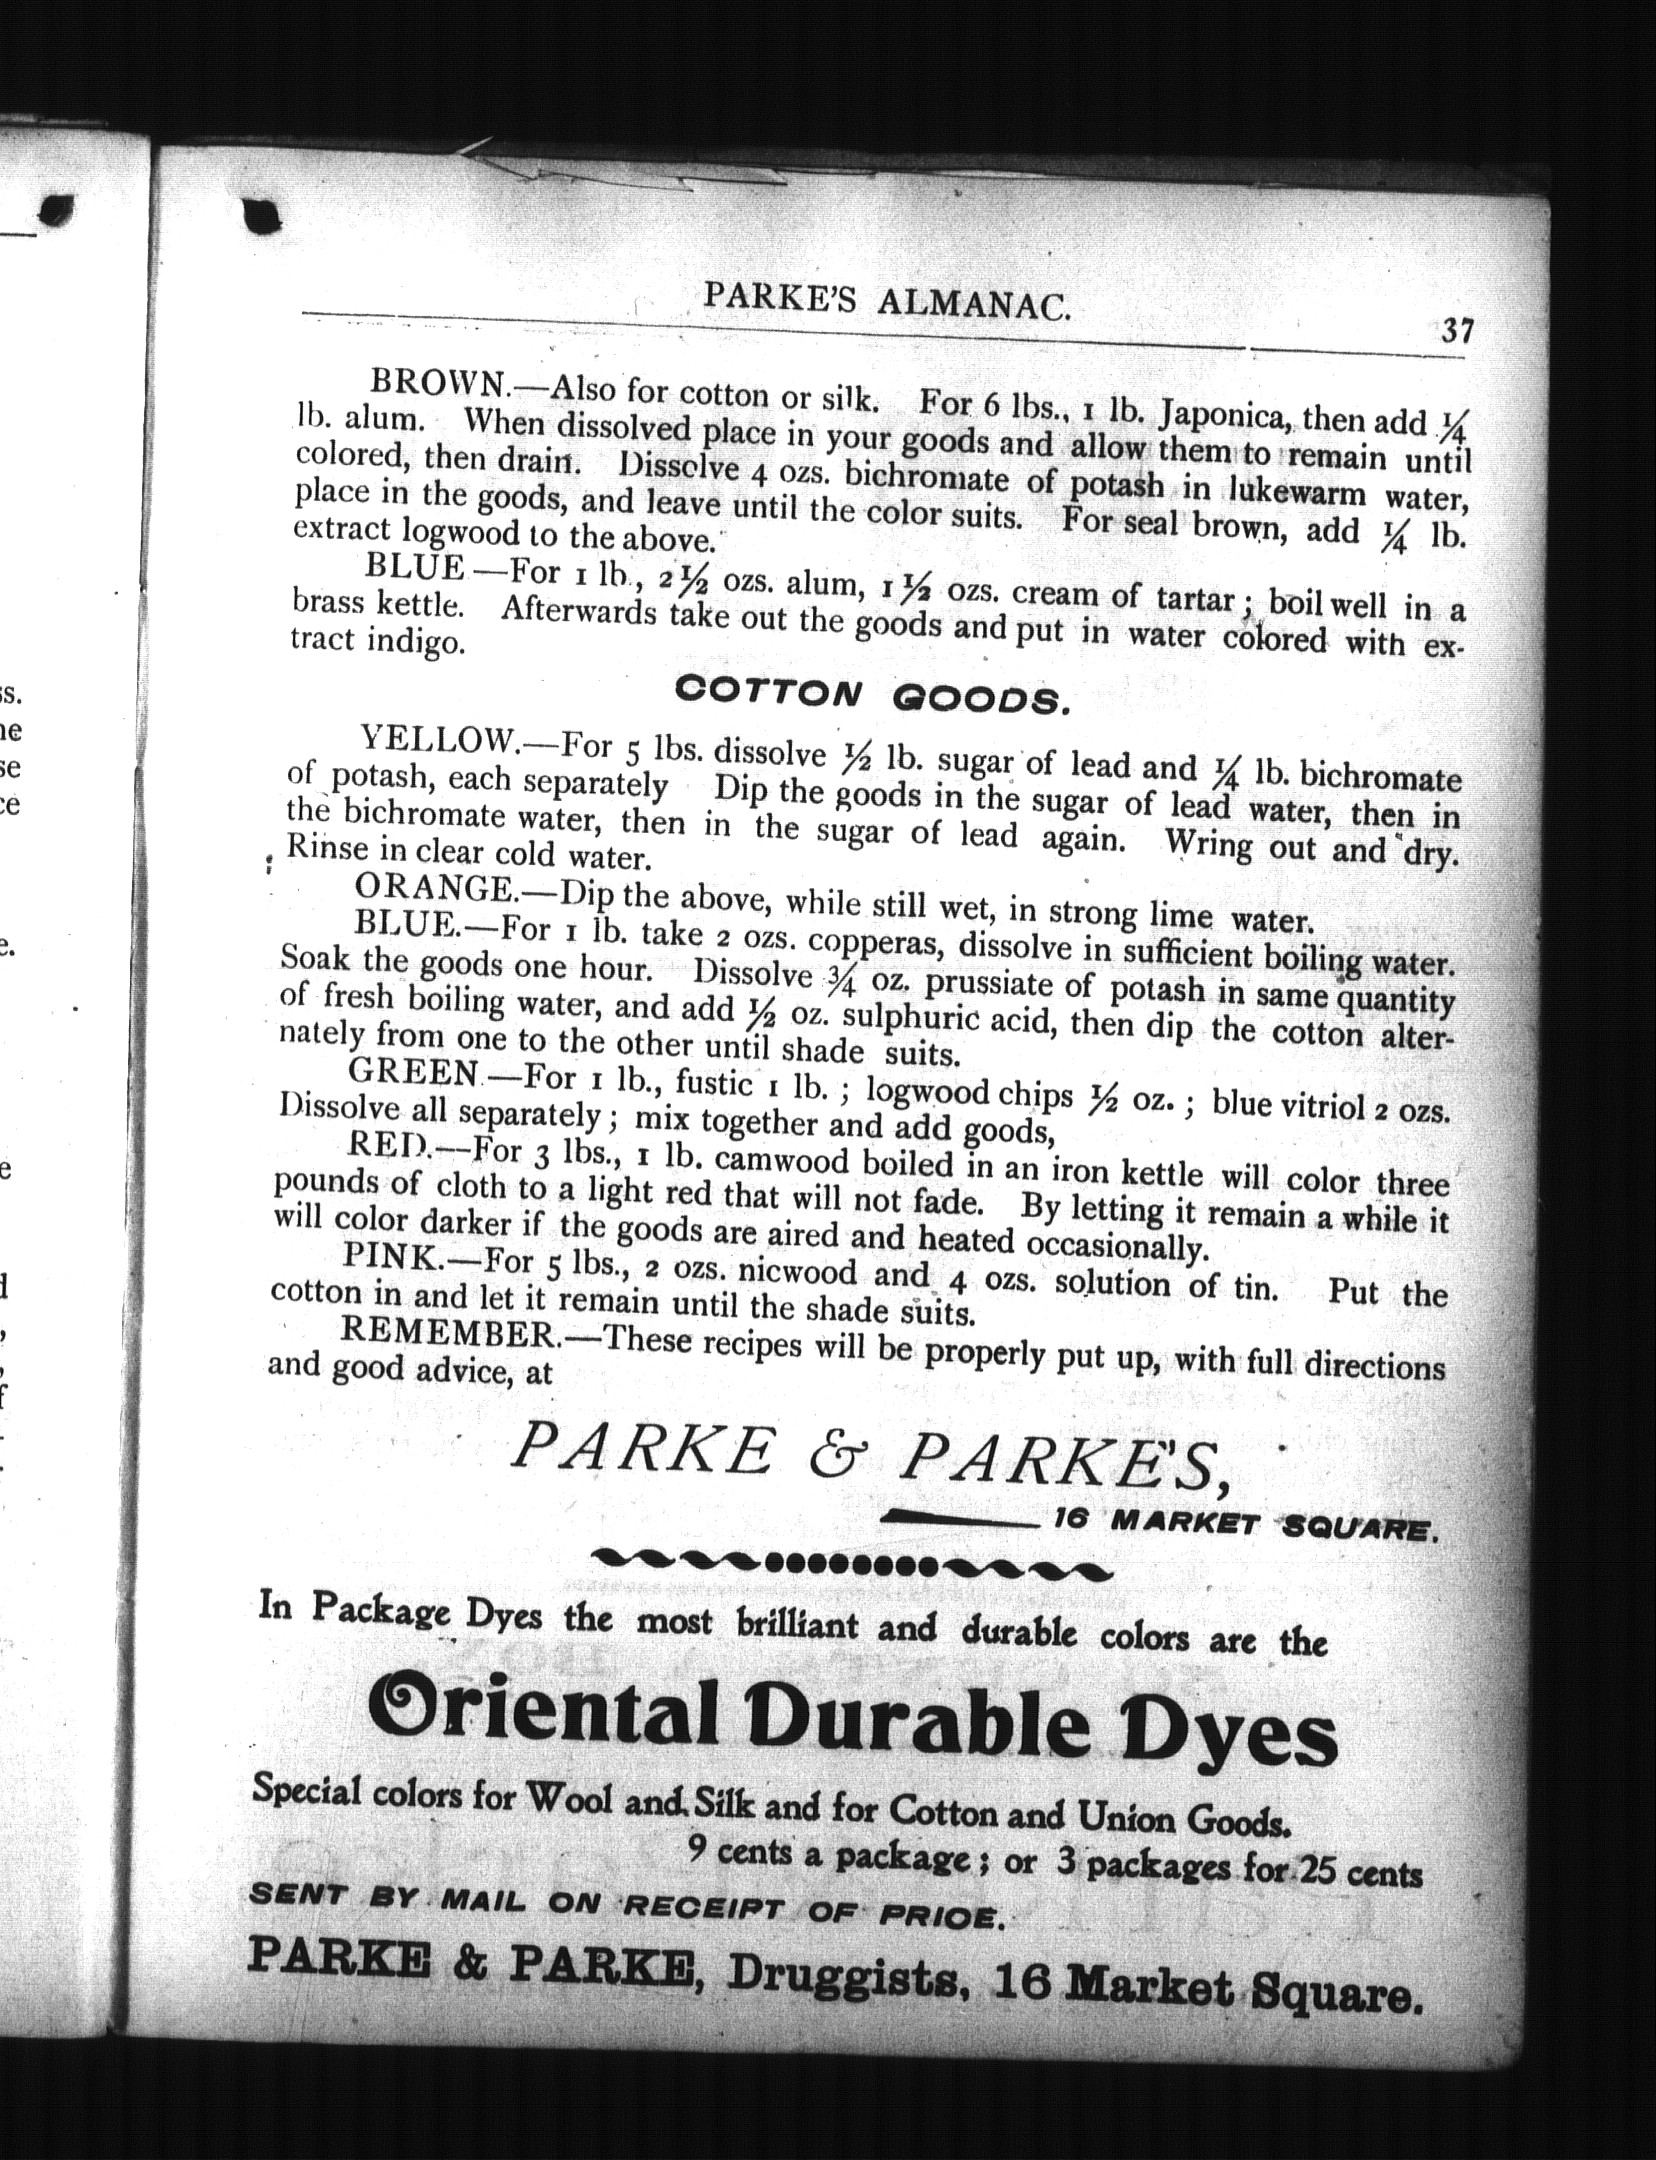 PARKE'S ALMANAC.
37
BROWN.—Also for cotton or silk. For 6 lbs., 1 lb. Japonica, then add ¼
lb. alum. When dissolved place in your goods and allow them to remain until
colored, then drain. Dissolve 4 ozs. bichromate of potash in lukewarm water,
place in the goods, and leave until the color suits. For seal brown, add ¼ lb.
extract logwood to the above.
BLUE—For 1 lb., 2½ ozs. alum, 1½ ozs. cream of tartar; boil well in a
brass kettle. Afterwards take out the goods and put in water colored with ex-
tract indigo.
COTTON GOODS.
YELLOW.—For 5 lbs. dissolve ½ lb. sugar of lead and ¼ lb. bichromate
of potash, each separately Dip the goods in the sugar of lead water, then in
the bichromate water, then in the sugar of lead again. Wring out and dry.
Rinse in clear cold water.
ORANGE.—Dip the above, while still wet, in strong lime water.
BLUE.—For 1 lb. take 2 ozs. copperas, dissolve in sufficient boiling water.
Soak the goods one hour. Dissolve ¾ oz. prussiate of potash in same quantity
of fresh boiling water, and add ½ oz. sulphuric acid, then dip the cotton alter-
nately from one to the other until shade suits.
GREEN.—For 1 lb., fustic 1 lb.; logwood chips ½ oz.; blue vitriol 2 ozs.
Dissolve all separately; mix together and add goods,
RED.—For 3 lbs., 1 lb. camwood boiled in an iron kettle will color three
pounds of cloth to a light red that will not fade. By letting it remain a while it
will color darker if the goods are aired and heated occasionally.
PINK.—For 5 lbs., 2 ozs. nicwood and 4 ozs. solution of tin. Put the
cotton in and let it remain until the shade suits.
REMEMBER.—These recipes will be properly put up, with full directions
and good advice, at
PARKE & PARKE'S,
16 MARKET SQUARE.
In Package Dyes the most brilliant and durable colors are the
Oriental Durable Dyes
Special colors for Wool and Silk and for Cotton and Union Goods.
9 cents a package; or 3 packages for 25 cents
SENT BY MAIL ON RECEIPT OF PRICE.
PARKE & PARKE, Druggists, 16 Market Square.